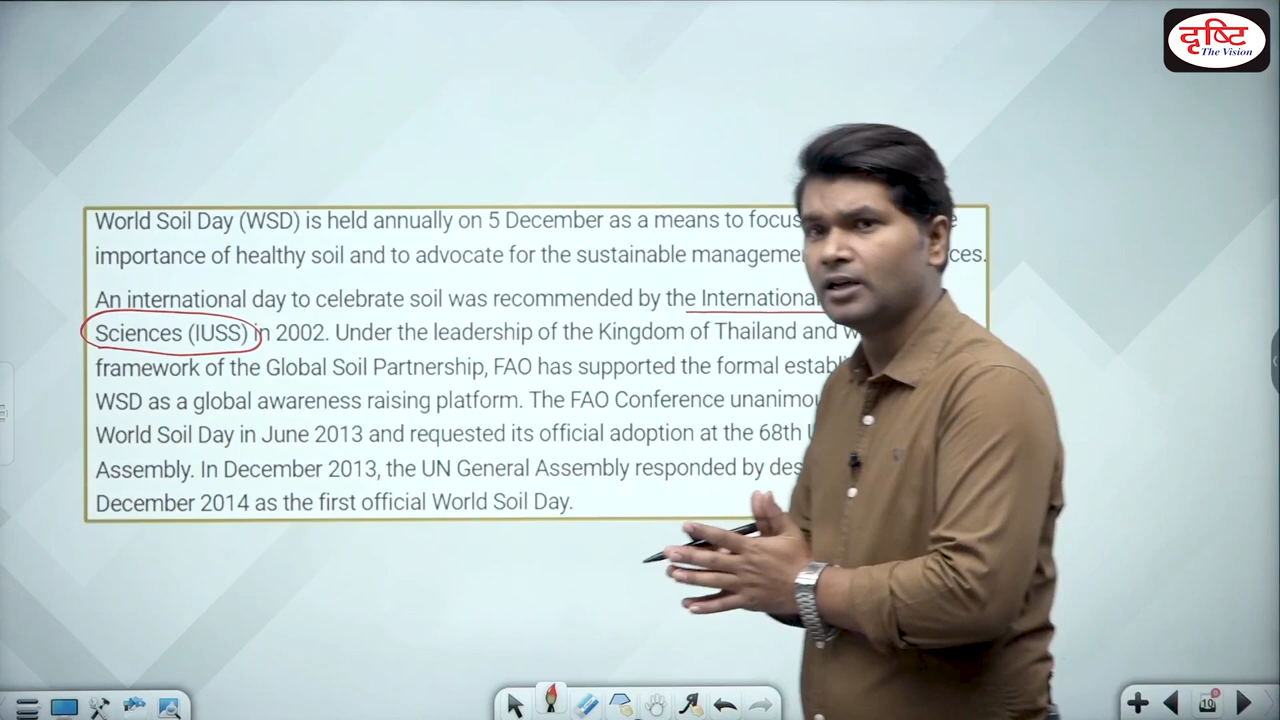 दृष्टि
The Vision
World Soil Day (WSD) is held annually on 5 December as a means to focus
importance of healthy soil and to advocate for the sustainable
An international day to celebrate soil was recommended by the International
Sciences (IUSS) in 2002. Under the leadership of the Kingdom of Thailand and
framework of the Global Soil Partnership, FAO has supported the formal
WSD as a global awareness raising platform. The FAO Conference
World Soil Day in June 2013 and requested its official adoption at the 68th
Assembly. In December 2013, the UN General Assembly responded by
December 2014 as the first official World Soil Day.
10